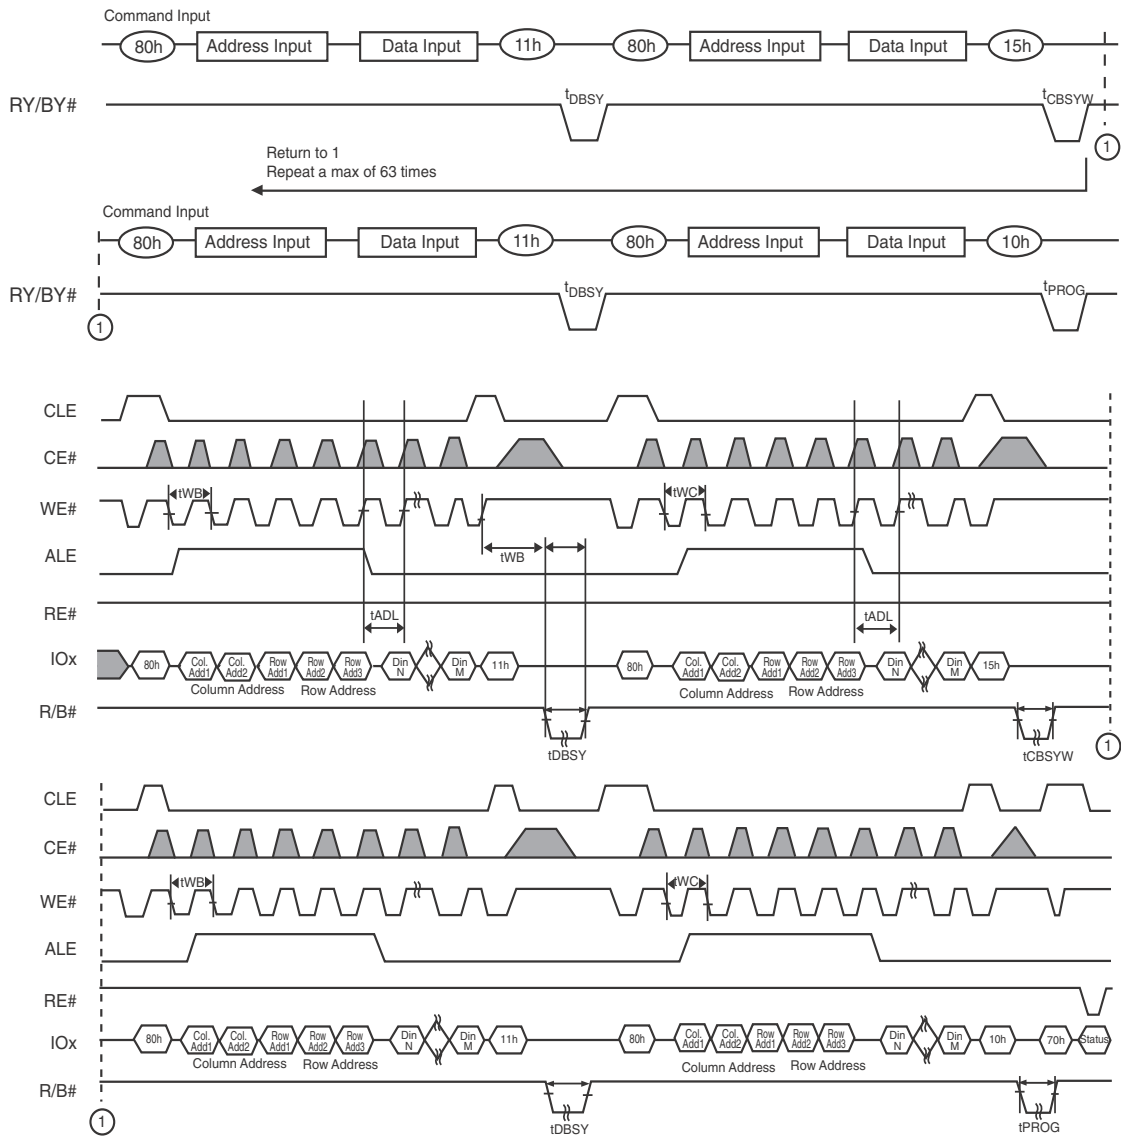 Command Input
80h Address Input Data Input 11h 80h Address Input Data Input 15h
RY/BY# tDBSY tCBSYW
1
Return to 1
Repeat a max of 63 times
Command Input
80h Address Input Data Input 11h 80h Address Input Data Input 10h
RY/BY# tDBSY tPROG
1
CLE
CE#
WE# tWB tWC
ALE tWB
RE# tADL tADL
IOx 80h Col. Add1 Col. Add2 Row Add1 Row Add2 Row Add3 Din N Din M 11h 80h Col. Add1 Col. Add2 Row Add1 Row Add2 Row Add3 Din N Din M 15h
Column Address Row Address Column Address Row Address
R/B# tDBSY tCBSYW
1
CLE
CE#
WE# tWB tWC
ALE
RE#
IOx 80h Col. Add1 Col. Add2 Row Add1 Row Add2 Row Add3 Din N Din M 11h 80h Col. Add1 Col. Add2 Row Add1 Row Add2 Row Add3 Din N Din M 10h 70h Status
Column Address Row Address Column Address Row Address
R/B# tDBSY tPROG
1